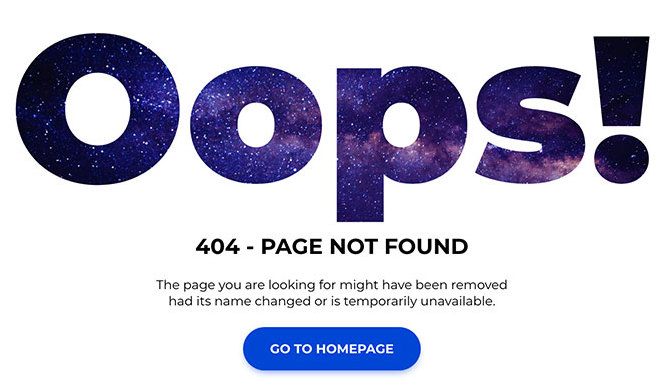 Oops!
404 - PAGE NOT FOUND
The page you are looking for might have been removed
had its name changed or is temporarily unavailable.
GO TO HOMEPAGE